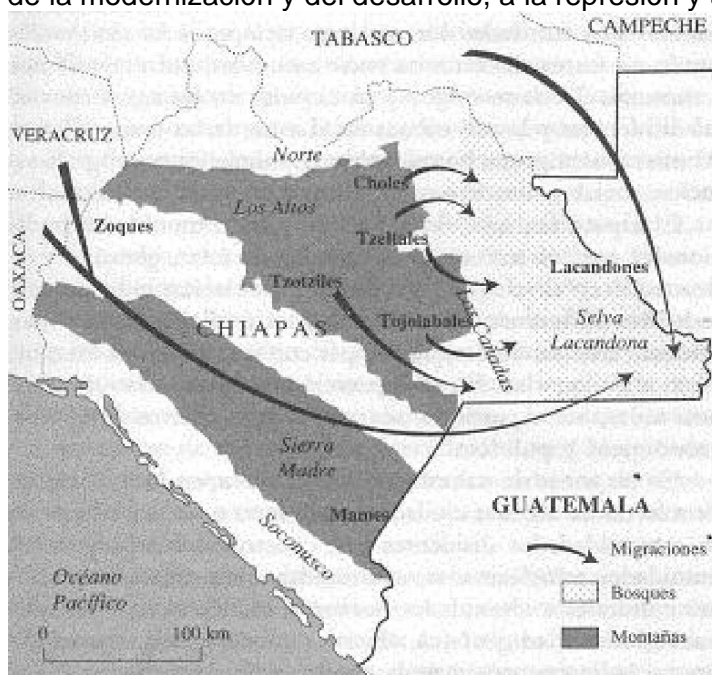 de la modernización y del desarrollo, a la represión y a
CAMPECHE
TABASCO
VERACRUZ
Norte
Choles
Los Altos
Zoques
Tzeltales
OAXACA
Tzotziles
Lacandones
CHIAPAS
Tojolabales
Las Cañadas
Selva
Lacandona
Sierra
Madre
Mames
Soconusco
GUATEMALA
Migraciones
Océano
Pacífico
Bosques
0 100 km
Montañas